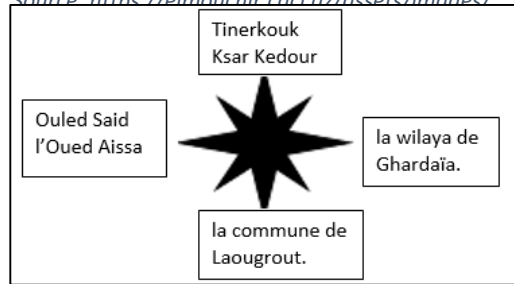 Tinerkouk
Ksar Kedour
Ouled Said
l'Oued Aissa
la wilaya de
Ghardaïa.
la commune de
Laougrout.